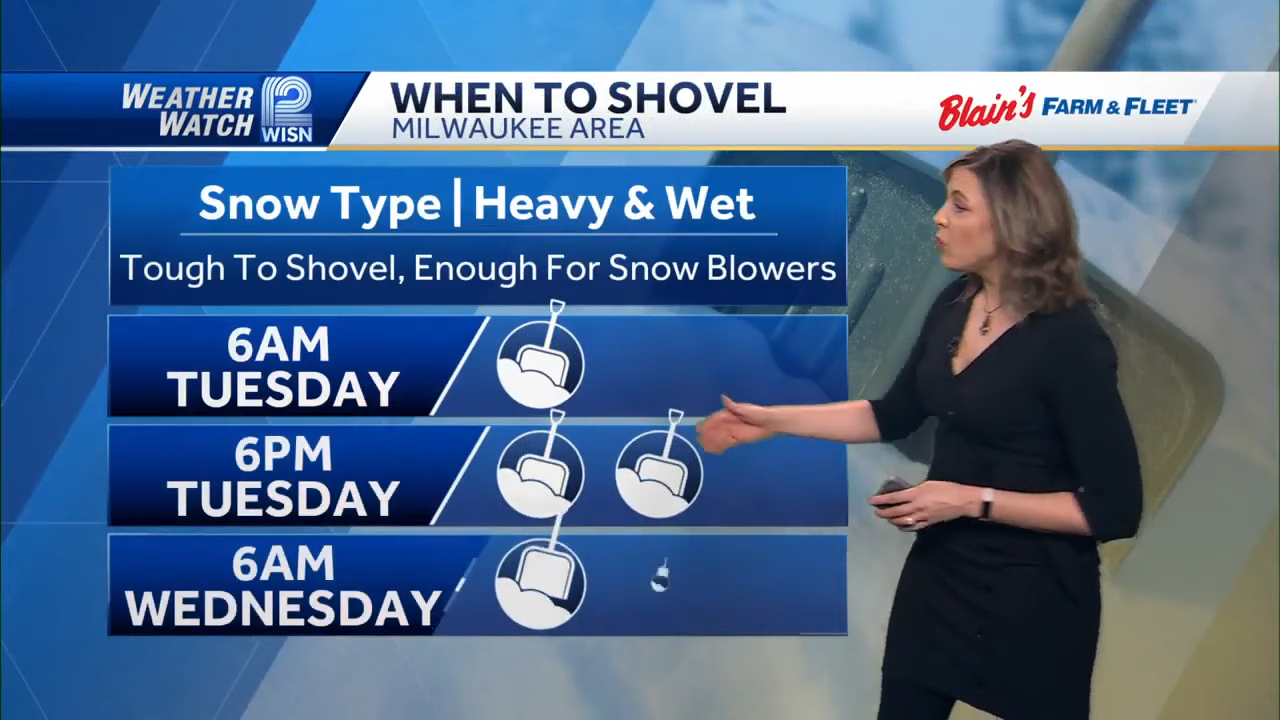 WEATHER
WATCH
12
WISN
WHEN TO SHOVEL
MILWAUKEE AREA
Blain's FARM & FLEET
Snow Type | Heavy & Wet
Tough To Shovel, Enough For Snow Blowers
6AM
TUESDAY
6PM
TUESDAY
6AM
WEDNESDAY